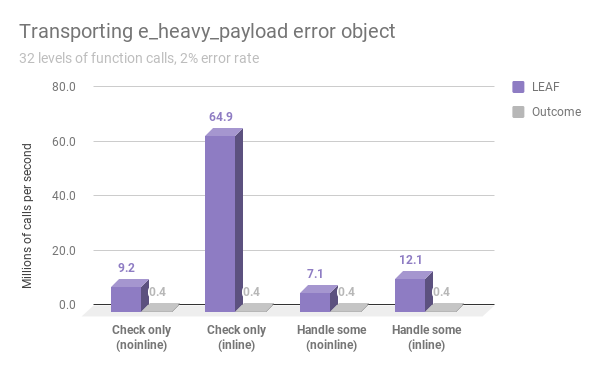 Transporting e_heavy_payload error object
32 levels of function calls, 2% error rate
LEAF
Outcome
Millions of calls per second
80.0
60.0
40.0
20.0
0.0
9.2
0.4
64.9
0.4
7.1
0.4
12.1
0.4
Check only
(noinline)
Check only
(inline)
Handle some
(noinline)
Handle some
(inline)